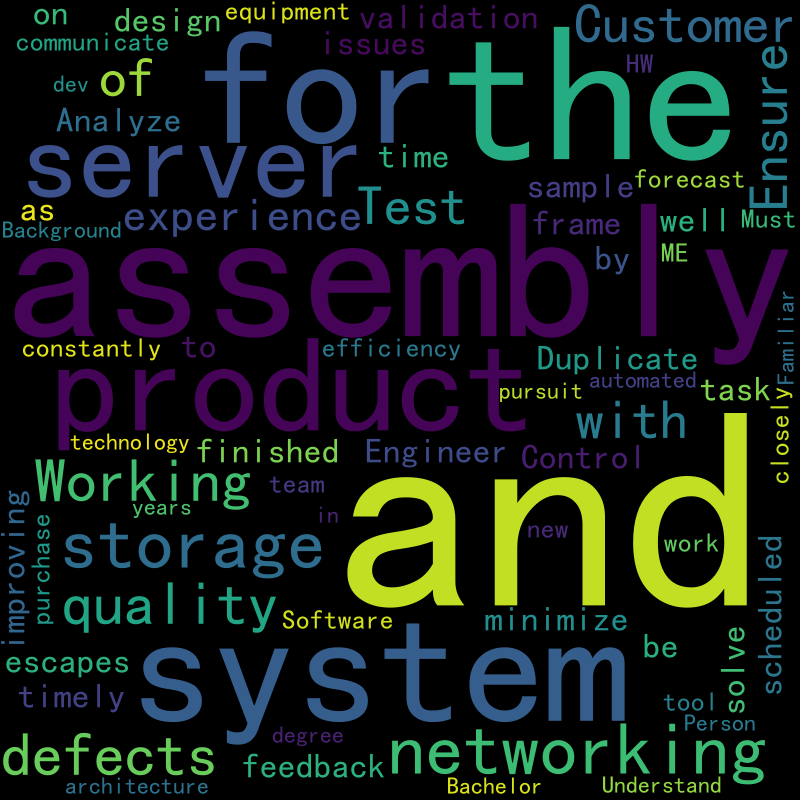 on
design
equipment
validation
Customer
communicate
issues
for
the
HW
dev
of
Ensure
Analyze
server
time
sample
forecast
as
experience
Test
frame
well
Must
Background
by
ME
assembly
constantly
to
efficiency
Duplicate
Familiar
product
pursuit
automated
task
closely
with
technology
finished
Engineer
Control
Working
team
and
years
in
new
work
improving
purchase
storage
scheduled
quality
Software
minimize
be
solve
escapes
system
timely
tool
Person
degree
defects
feedback
networking
architecture
Bachelor
Understand